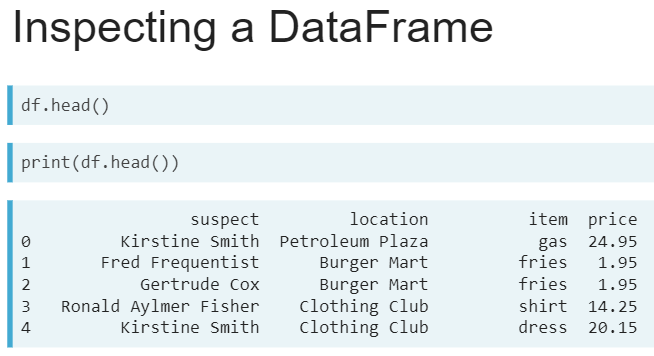 Inspecting a DataFrame
df.head()
print(df.head())
suspect location item price
0 Kirstine Smith Petroleum Plaza gas 24.95
1 Fred Frequentist Burger Mart fries 1.95
2 Gertrude Cox Burger Mart fries 1.95
3 Ronald Aylmer Fisher Clothing Club shirt 14.25
4 Kirstine Smith Clothing Club dress 20.15